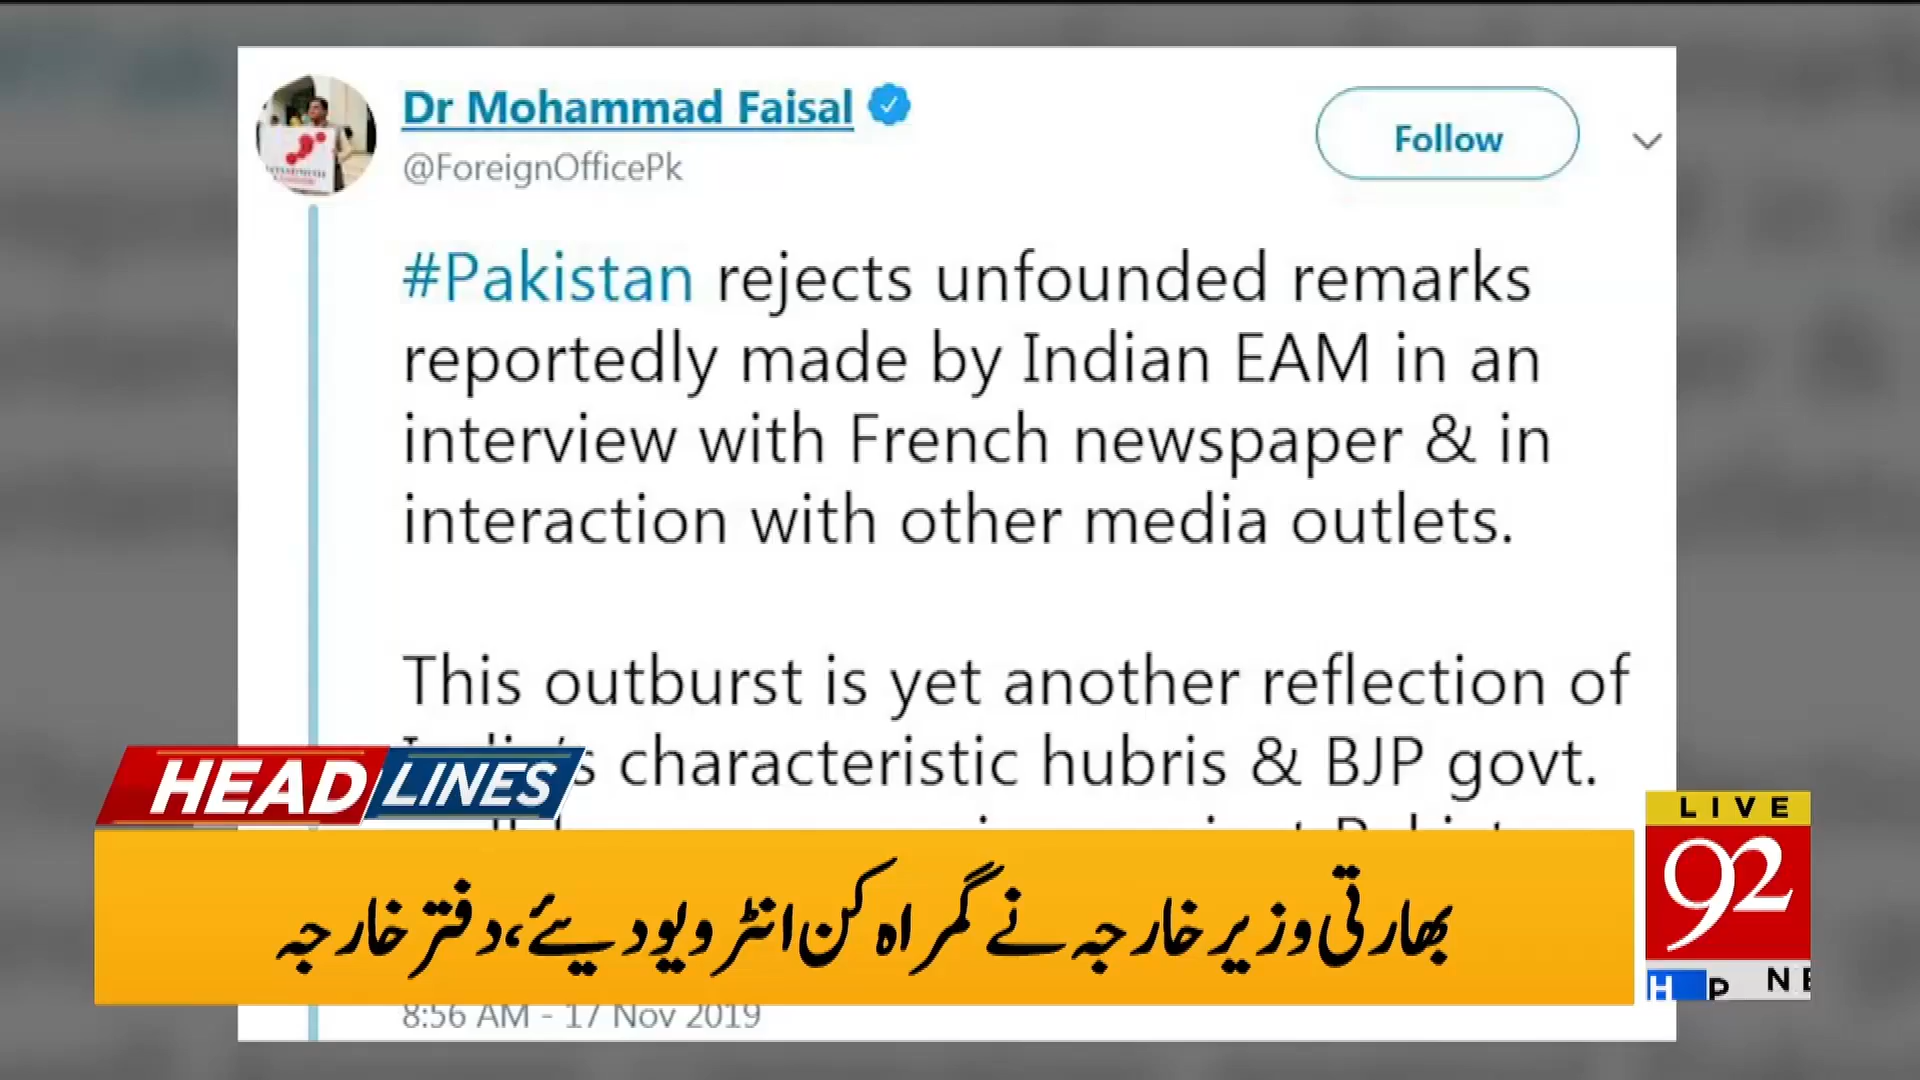 Dr Mohammad Faisal
@ForeignOfficePk
Follow
#Pakistan rejects unfounded remarks
reportedly made by Indian EAM in an
interview with French newspaper & in
interaction with other media outlets.
This outburst is yet another reflection of
characteristic hubris & BJP govt.
HEADLINES
بھارتی وزیر خارجہ نے گمراہ کن انٹرویو دیئے، دفتر خارجہ
8:56 AM - 17 Nov 2019
LIVE
92
H